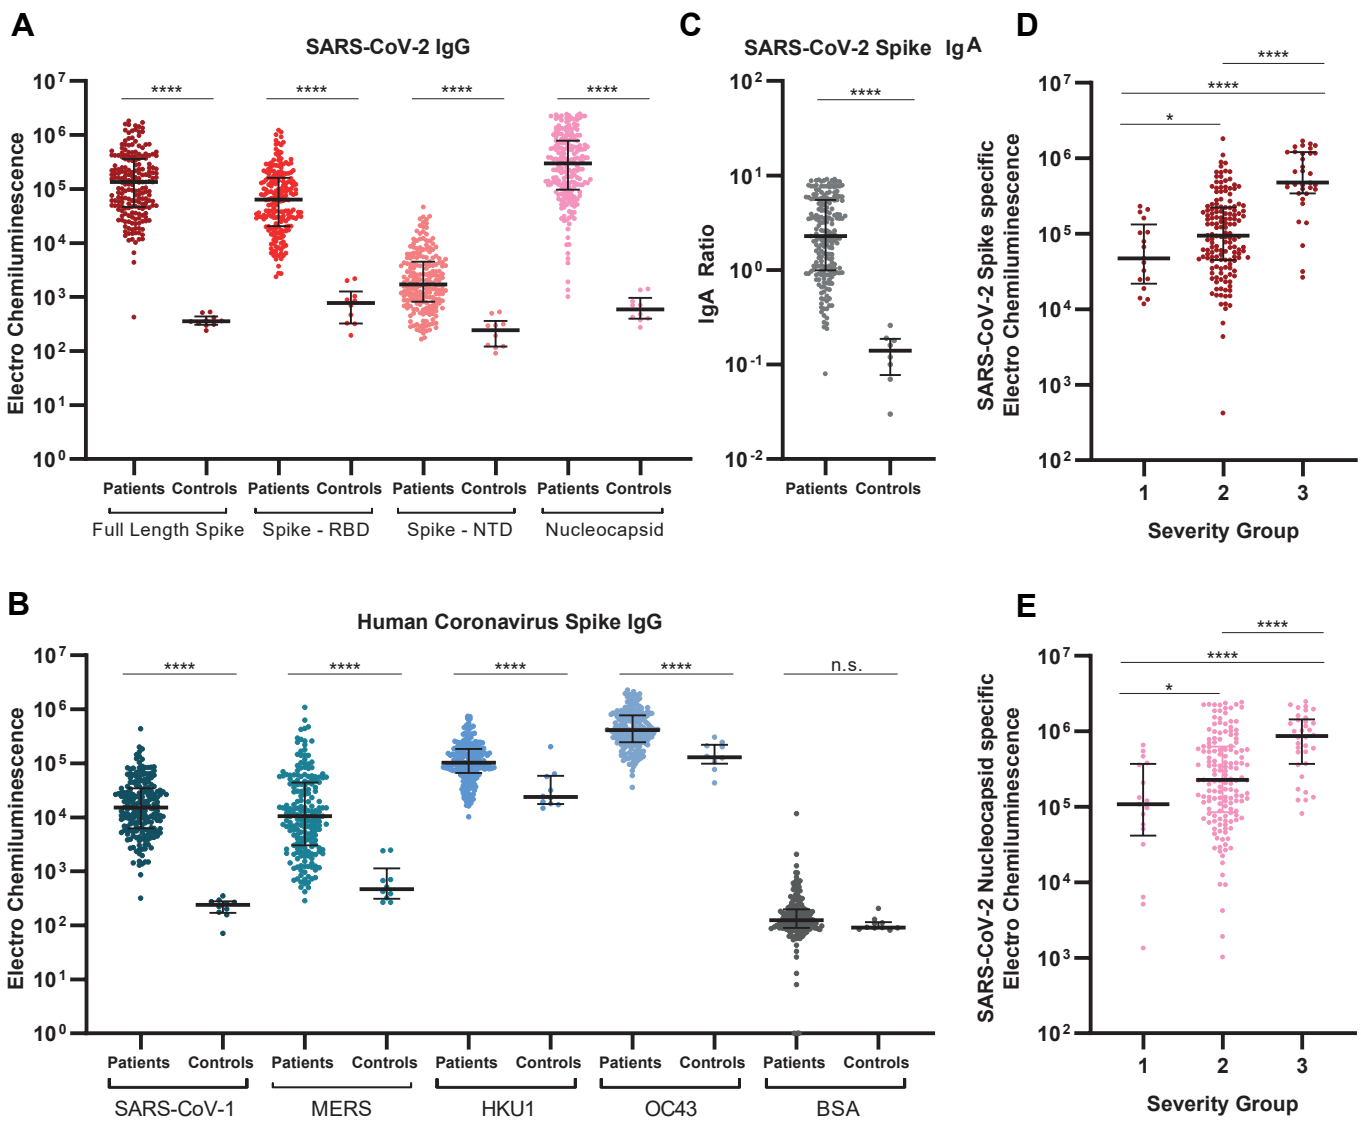 A
SARS-CoV-2 IgG
Electro Chemiluminescence
10^7
10^6
10^5
10^4
10^3
10^2
10^1
10^0
**** **** **** ****
Patients Controls Patients Controls Patients Controls Patients Controls
Full Length Spike Spike - RBD Spike - NTD Nucleocapsid
C
SARS-CoV-2 Spike IgA
IgA Ratio
10^2
10^1
10^0
10^-1
10^-2
****
Patients Controls
D
SARS-CoV-2 Spike specific
Electro Chemiluminescence
10^7
10^6
10^5
10^4
10^3
10^2
****
****
*
1 2 3
Severity Group
B
Human Coronavirus Spike IgG
Electro Chemiluminescence
10^7
10^6
10^5
10^4
10^3
10^2
10^1
10^0
**** **** **** **** n.s.
Patients Controls Patients Controls Patients Controls Patients Controls Patients Controls
SARS-CoV-1 MERS HKU1 OC43 BSA
E
SARS-CoV-2 Nucleocapsid specific
Electro Chemiluminescence
10^7
10^6
10^5
10^4
10^3
10^2
****
****
*
1 2 3
Severity Group